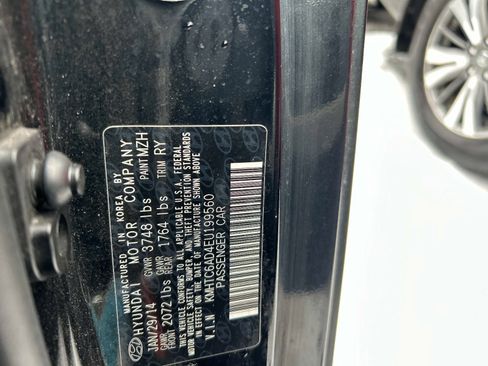 MANUFACTURED IN KOREA BY
HYUNDAI MOTOR COMPANY
JAN/29/14 GVWR 3748 lbs PAINT MZH
GAWR FRONT 2072 lbs GAWR REAR 1764 lbs TRIM RY
THIS VEHICLE CONFORMS TO ALL APPLICABLE U.S.A. FEDERAL
MOTOR VEHICLE SAFETY, BUMPER, AND THEFT PREVENTION STANDARDS
IN EFFECT ON THE DATE OF MANUFACTURE SHOWN ABOVE
V.I.N KMHTC6AD4EU199560
PASSENGER CAR